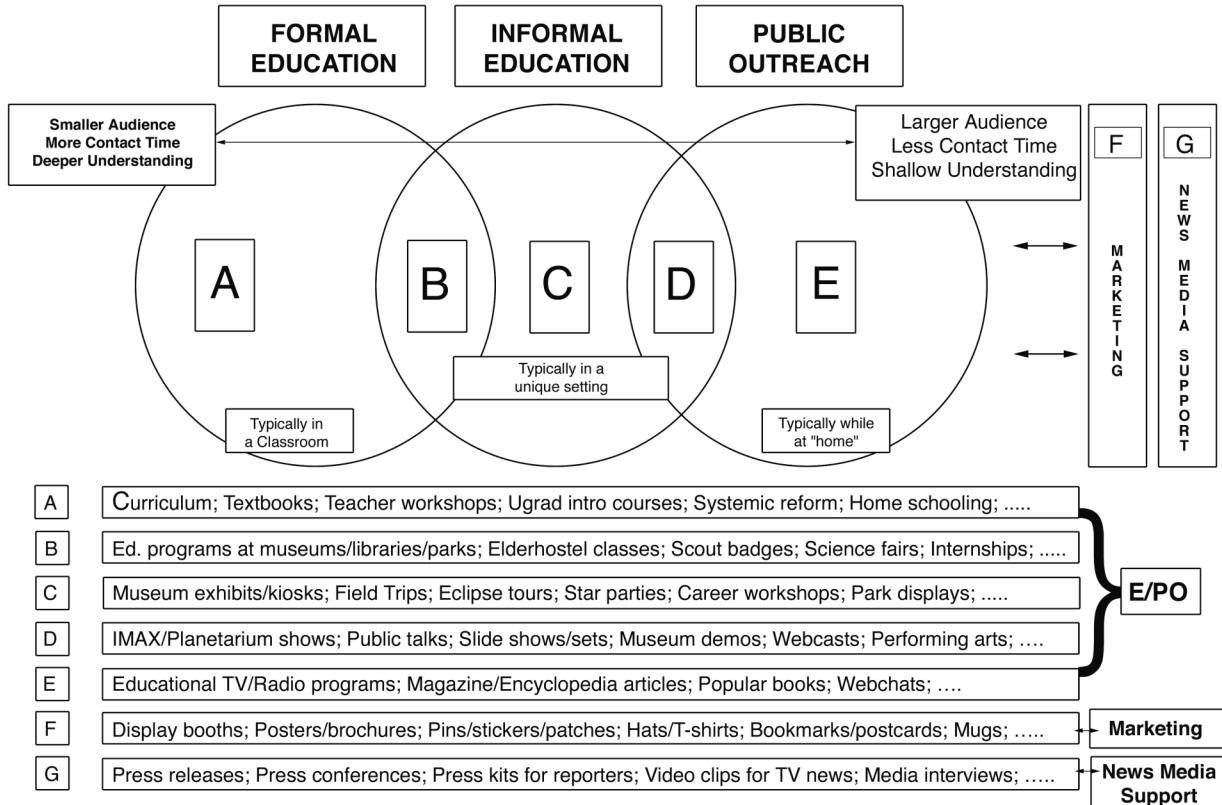 FORMAL
EDUCATION
INFORMAL
EDUCATION
PUBLIC
OUTREACH
Smaller Audience
More Contact Time
Deeper Understanding
Larger Audience
Less Contact Time
Shallow Understanding
F
MARKETING
G
NEWS MEDIA SUPPORT
A
B
C
D
E
Typically in a
unique setting
Typically in
a Classroom
Typically while
at "home"
A
Curriculum; Textbooks; Teacher workshops; Ugrad intro courses; Systemic reform; Home schooling; .....
B
Ed. programs at museums/libraries/parks; Elderhostel classes; Scout badges; Science fairs; Internships; .....
C
Museum exhibits/kiosks; Field Trips; Eclipse tours; Star parties; Career workshops; Park displays; .....
D
IMAX/Planetarium shows; Public talks; Slide shows/sets; Museum demos; Webcasts; Performing arts; ….
E
Educational TV/Radio programs; Magazine/Encyclopedia articles; Popular books; Webchats; ….
E/PO
F
Display booths; Posters/brochures; Pins/stickers/patches; Hats/T-shirts; Bookmarks/postcards; Mugs; …..
Marketing
G
Press releases; Press conferences; Press kits for reporters; Video clips for TV news; Media interviews; …..
News Media
Support